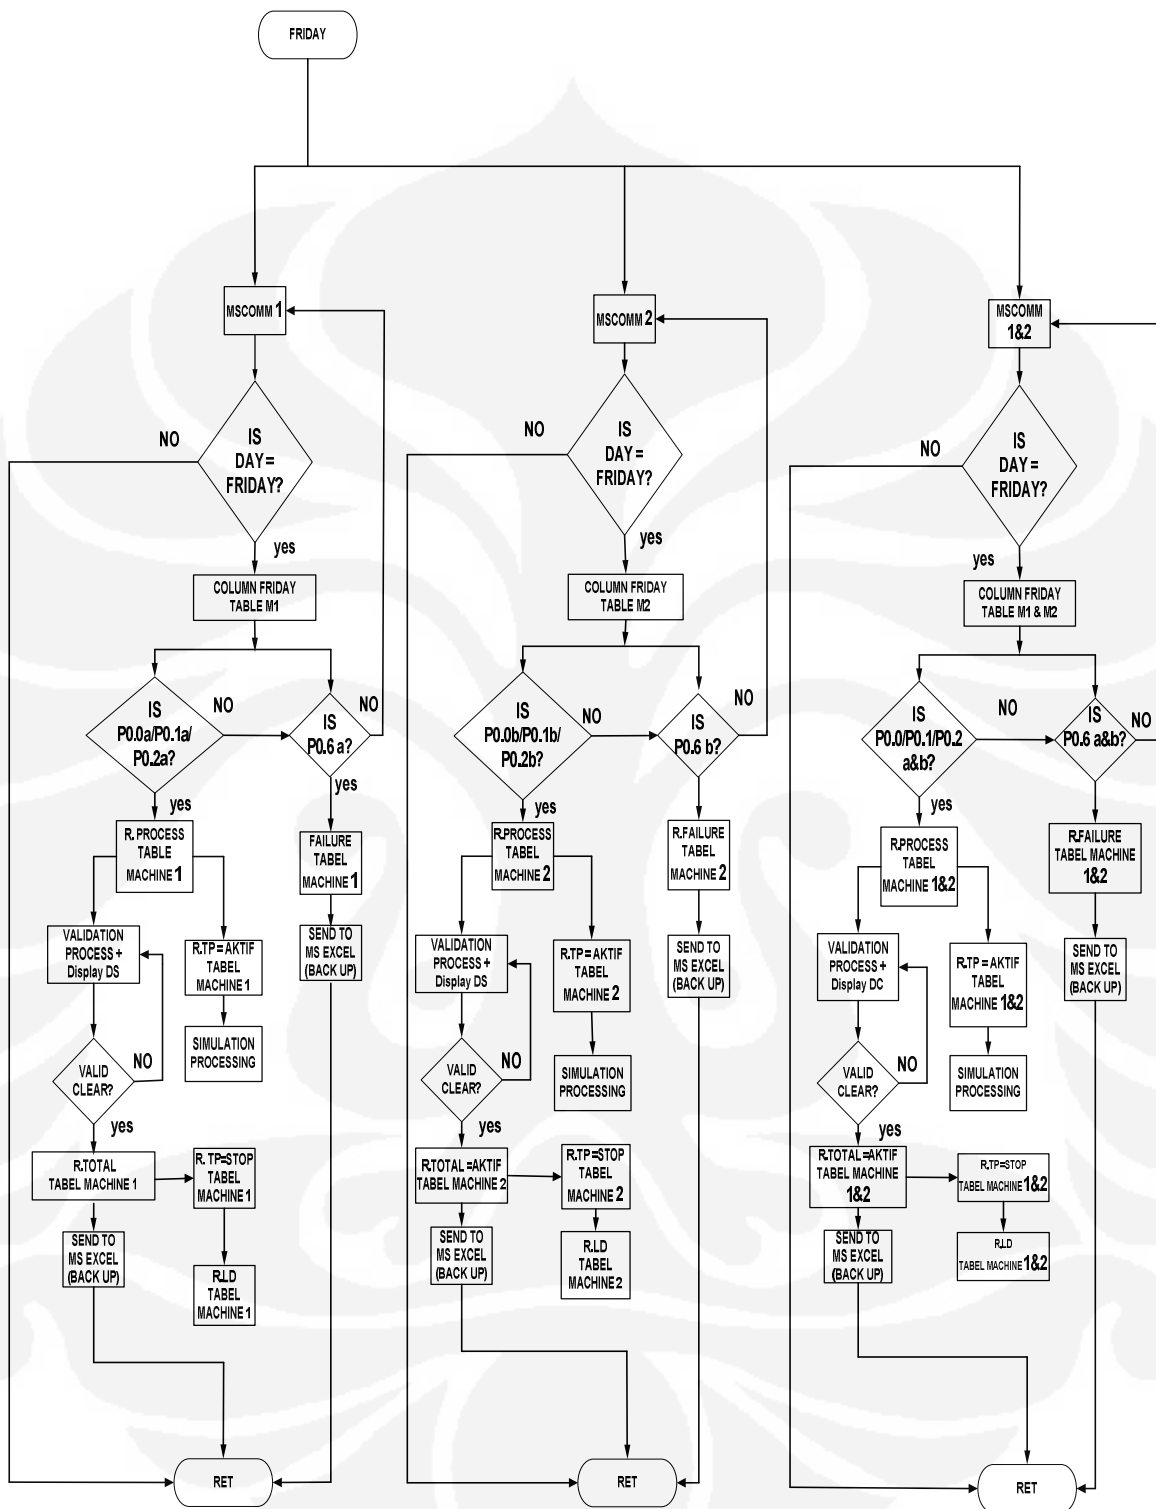 FRIDAY
MSCOMM 1
IS
DAY =
FRIDAY?
NO
yes
COLUMN FRIDAY
TABLE M1
IS
P0.0a/P0.1a/
P0.2a?
NO
IS
P0.6 a?
NO
yes
yes
R. PROCESS
TABLE
MACHINE 1
FAILURE
TABEL
MACHINE 1
VALIDATION
PROCESS +
Display DS
R.TP = AKTIF
TABEL
MACHINE 1
SEND TO
MS EXCEL
(BACK UP)
SIMULATION
PROCESSING
VALID
CLEAR?
NO
yes
R.TOTAL
TABEL MACHINE 1
R. TP=STOP
TABEL
MACHINE 1
SEND TO
MS EXCEL
(BACK UP)
R.LD
TABEL
MACHINE 1
RET
MSCOMM 2
IS
DAY =
FRIDAY?
NO
yes
COLUMN FRIDAY
TABLE M2
IS
P0.0b/P0.1b/
P0.2b?
NO
IS
P0.6 b?
NO
yes
R.PROCESS
TABEL
MACHINE 2
R.FAILURE
TABEL
MACHINE 2
VALIDATION
PROCESS +
Display DS
R.TP = AKTIF
TABEL
MACHINE 2
SEND TO
MS EXCEL
(BACK UP)
SIMULATION
PROCESSING
VALID
CLEAR?
NO
yes
R.TOTAL =AKTIF
TABEL MACHINE 2
R.TP=STOP
TABEL
MACHINE 2
SEND TO
MS EXCEL
(BACK UP)
R.LD
TABEL
MACHINE 2
RET
MSCOMM
1&2
IS
DAY =
FRIDAY?
NO
yes
COLUMN FRIDAY
TABLE M1 & M2
IS
P0.0/P0.1/P0.2
a&b?
NO
IS
P0.6 a&b?
NO
yes
R.PROCESS
TABEL
MACHINE 1&2
R.FAILURE
TABEL MACHINE
1&2
VALIDATION
PROCESS +
Display DC
R.TP = AKTIF
TABEL
MACHINE 1&2
SEND TO
MS EXCEL
(BACK UP)
SIMULATION
PROCESSING
VALID
CLEAR?
NO
yes
R.TOTAL =AKTIF
TABEL MACHINE
1&2
R.TP=STOP
TABEL MACHINE 1&2
SEND TO
MS EXCEL
(BACK UP)
R.LD
TABEL MACHINE 1&2
RET